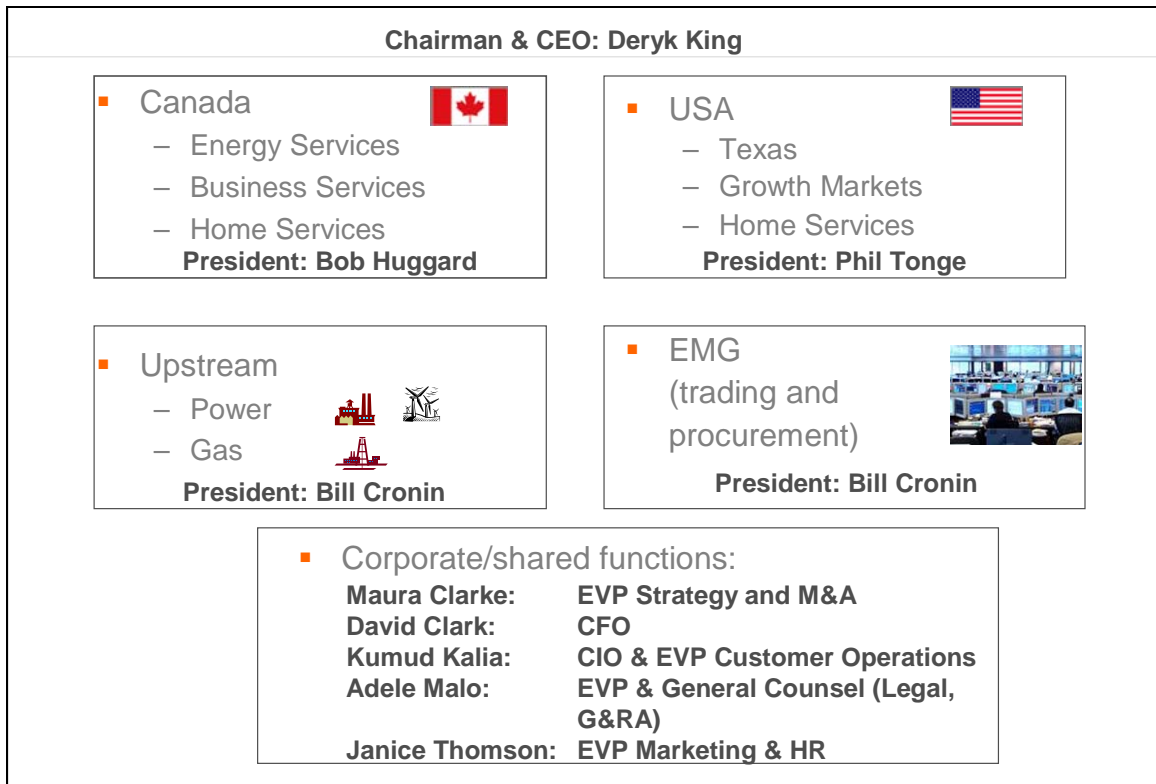 Chairman & CEO: Deryk King
▪ Canada
– Energy Services
– Business Services
– Home Services
President: Bob Huggard
▪ USA
– Texas
– Growth Markets
– Home Services
President: Phil Tonge
▪ Upstream
– Power
– Gas
President: Bill Cronin
▪ EMG
(trading and
procurement)
President: Bill Cronin
▪ Corporate/shared functions:
Maura Clarke: EVP Strategy and M&A
David Clark: CFO
Kumud Kalia: CIO & EVP Customer Operations
Adele Malo: EVP & General Counsel (Legal,
G&RA)
Janice Thomson: EVP Marketing & HR